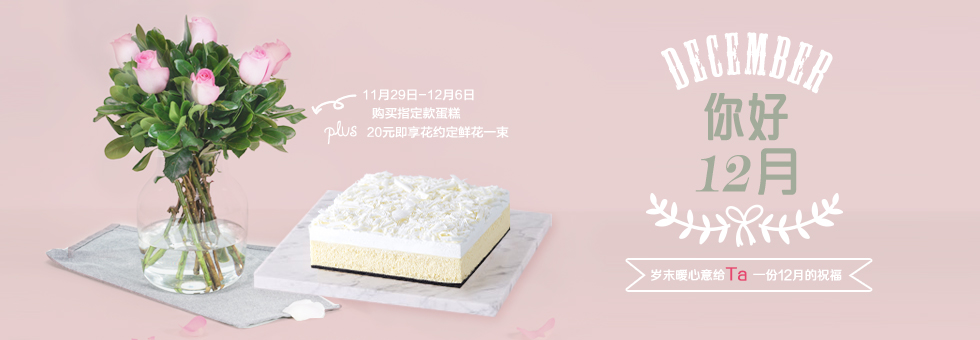 11月29日-12月6日
购买指定款蛋糕
plus 20元即享花约定鲜花一束
DECEMBER
你好
12月
岁末暖心意给Ta 一份12月的祝福